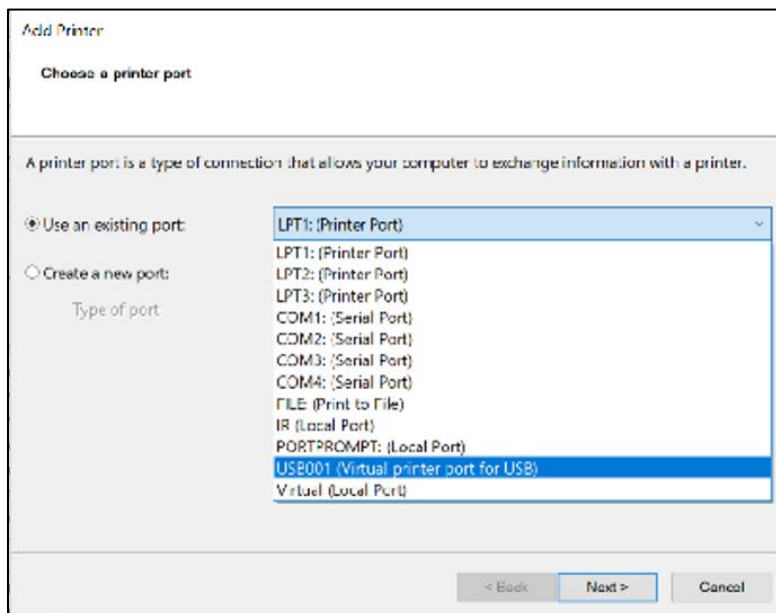 Add Printer
Choose a printer port
A printer port is a type of connection that allows your computer to exchange information with a printer.
Use an existing port: LPT1: (Printer Port)
LPT1: (Printer Port)
LPT2: (Printer Port)
LPT3: (Printer Port)
COM1: (Serial Port)
COM2: (Serial Port)
COM3: (Serial Port)
COM4: (Serial Port)
FILE: (Print to File)
IR (Local Port)
PORTPROMPT: (Local Port)
USB001 (Virtual printer port for USB)
Virtual (Local Port)
Create a new port:
Type of port
< Back Next > Cancel